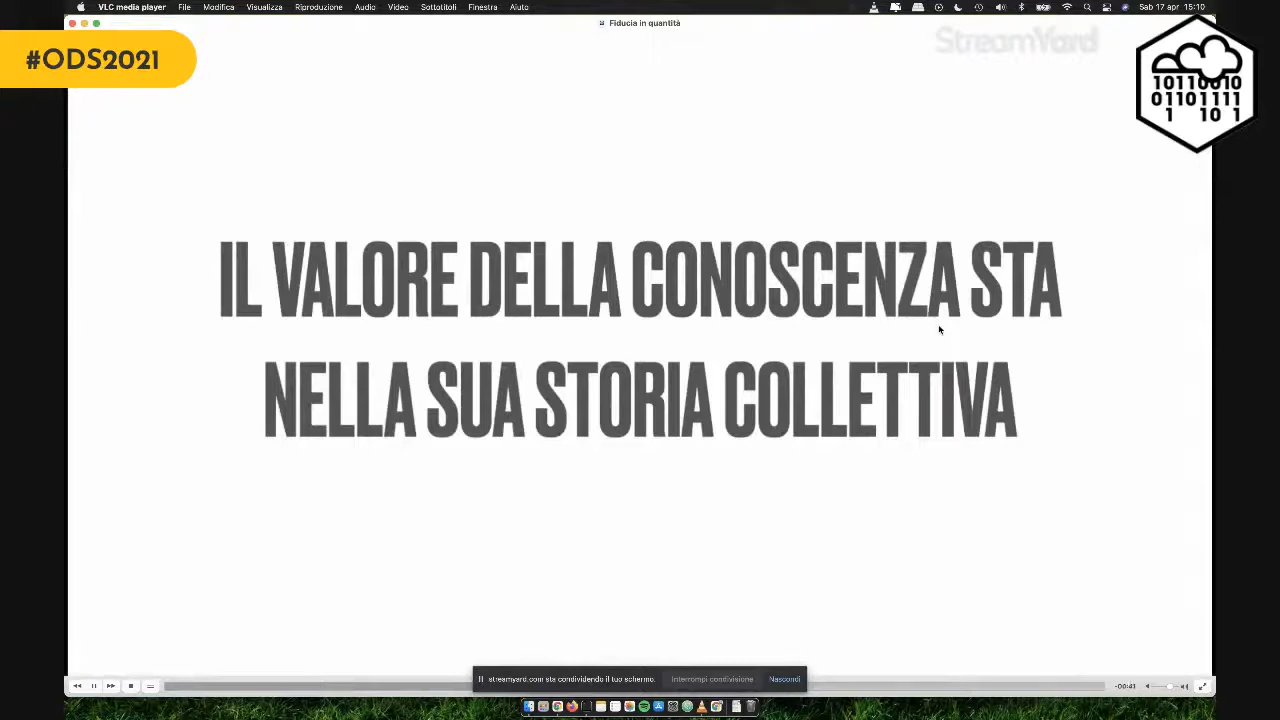 VLC media player File Modifica Visualizza Riproduzione Audio Video Sottotitoli Finestra Aiuto Sab 17 apr 15:10
Fiducia in quantità
#ODS2021
StreamYard
10110010
01101111
1 10 1
IL VALORE DELLA CONOSCENZA STA
NELLA SUA STORIA COLLETTIVA
streamyard.com sta condividendo il tuo schermo. Interrompi condivisione Nascondi
-00:41